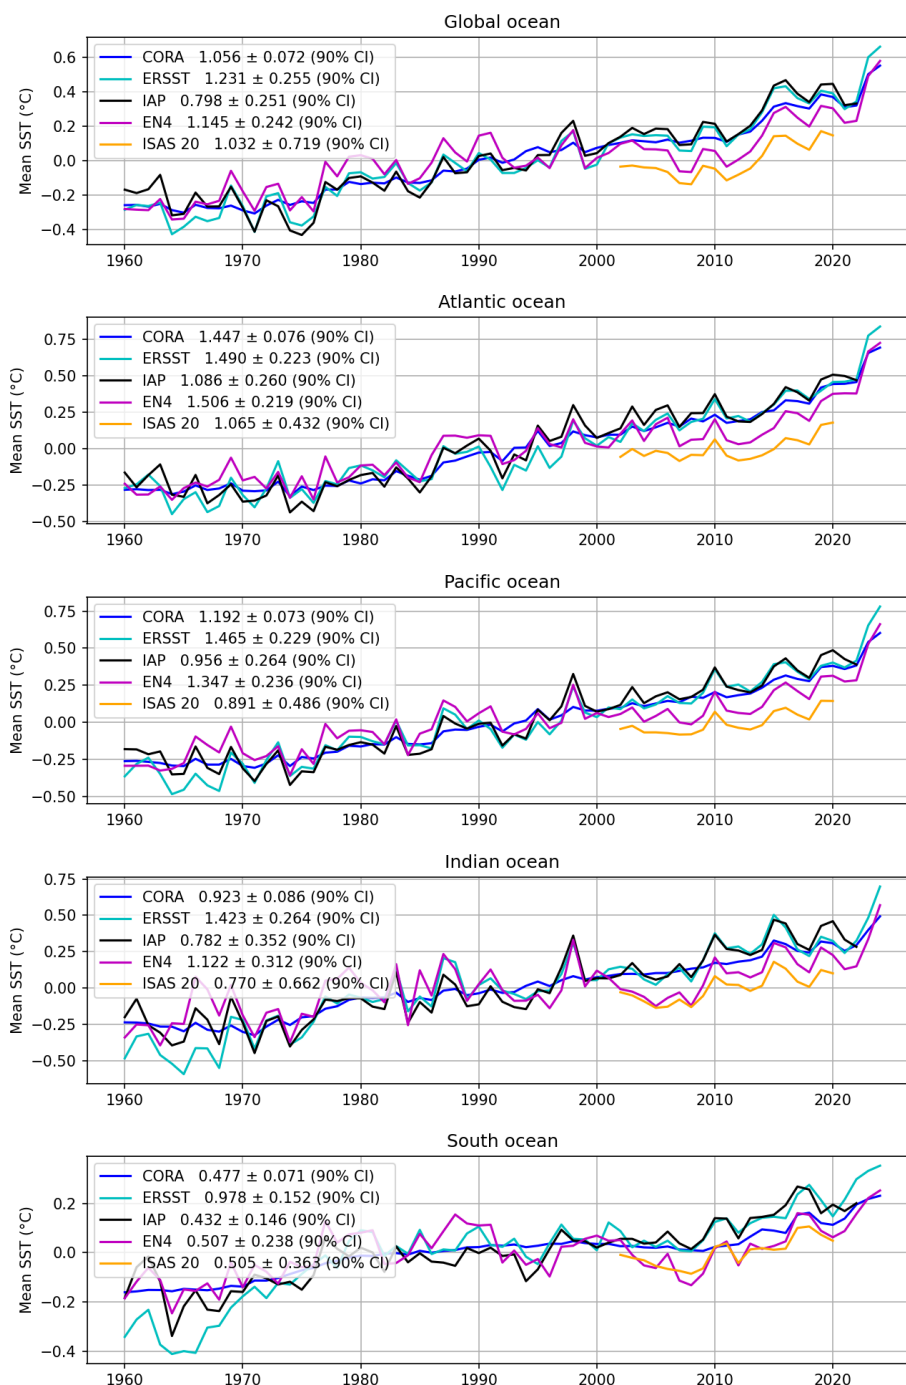 Global ocean
Mean SST (°C)
CORA 1.056 ± 0.072 (90% CI)
ERSST 1.231 ± 0.255 (90% CI)
IAP 0.798 ± 0.251 (90% CI)
EN4 1.145 ± 0.242 (90% CI)
ISAS 20 1.032 ± 0.719 (90% CI)
0.6
0.4
0.2
0.0
−0.2
−0.4
1960 1970 1980 1990 2000 2010 2020
Atlantic ocean
Mean SST (°C)
CORA 1.447 ± 0.076 (90% CI)
ERSST 1.490 ± 0.223 (90% CI)
IAP 1.086 ± 0.260 (90% CI)
EN4 1.506 ± 0.219 (90% CI)
ISAS 20 1.065 ± 0.432 (90% CI)
0.75
0.50
0.25
0.00
−0.25
−0.50
1960 1970 1980 1990 2000 2010 2020
Pacific ocean
Mean SST (°C)
CORA 1.192 ± 0.073 (90% CI)
ERSST 1.465 ± 0.229 (90% CI)
IAP 0.956 ± 0.264 (90% CI)
EN4 1.347 ± 0.236 (90% CI)
ISAS 20 0.891 ± 0.486 (90% CI)
0.75
0.50
0.25
0.00
−0.25
−0.50
1960 1970 1980 1990 2000 2010 2020
Indian ocean
Mean SST (°C)
CORA 0.923 ± 0.086 (90% CI)
ERSST 1.423 ± 0.264 (90% CI)
IAP 0.782 ± 0.352 (90% CI)
EN4 1.122 ± 0.312 (90% CI)
ISAS 20 0.770 ± 0.662 (90% CI)
0.75
0.50
0.25
0.00
−0.25
−0.50
1960 1970 1980 1990 2000 2010 2020
South ocean
Mean SST (°C)
CORA 0.477 ± 0.071 (90% CI)
ERSST 0.978 ± 0.152 (90% CI)
IAP 0.432 ± 0.146 (90% CI)
EN4 0.507 ± 0.238 (90% CI)
ISAS 20 0.505 ± 0.363 (90% CI)
0.2
0.0
−0.2
−0.4
1960 1970 1980 1990 2000 2010 2020